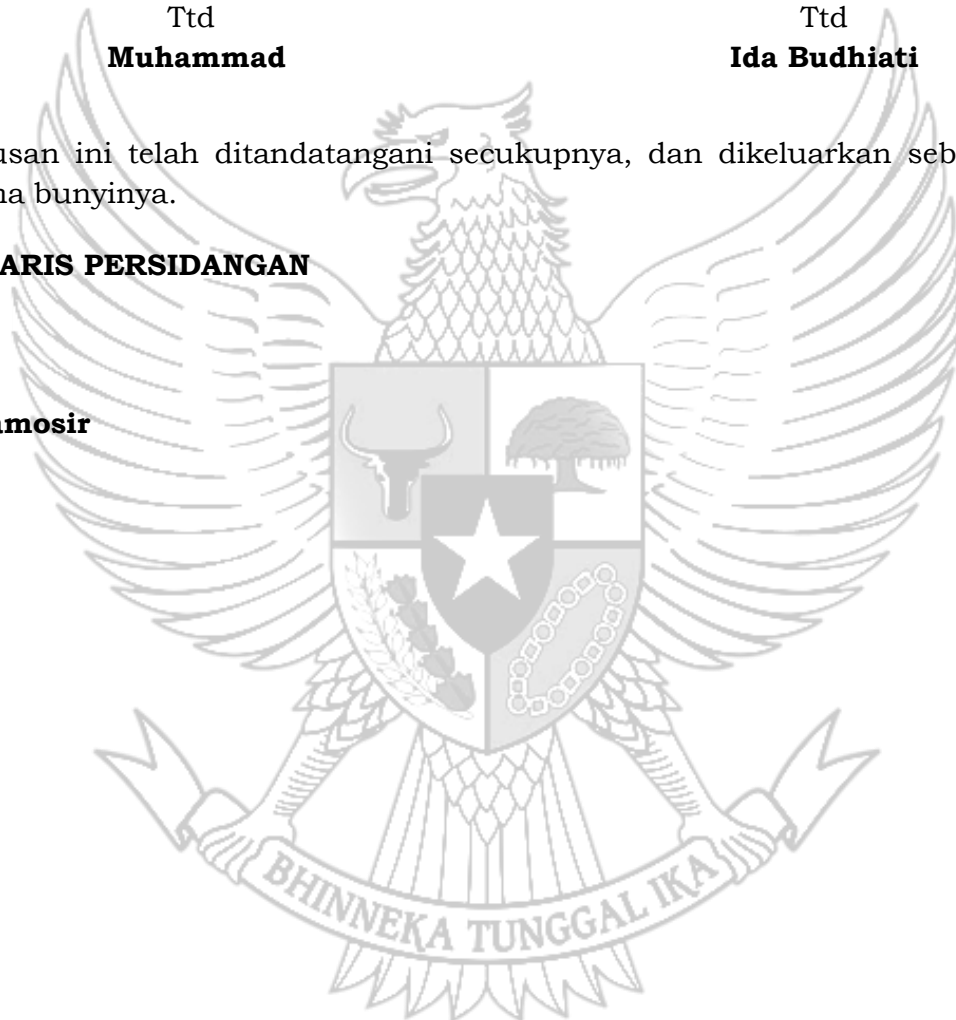 Ttd Ttd
Muhammad Ida Budhiati
usan ini telah ditandatangani secukupnya, dan dikeluarkan seb
na bunyinya.
ARIS PERSIDANGAN
amosir
BHINNEKA TUNGGAL IKA